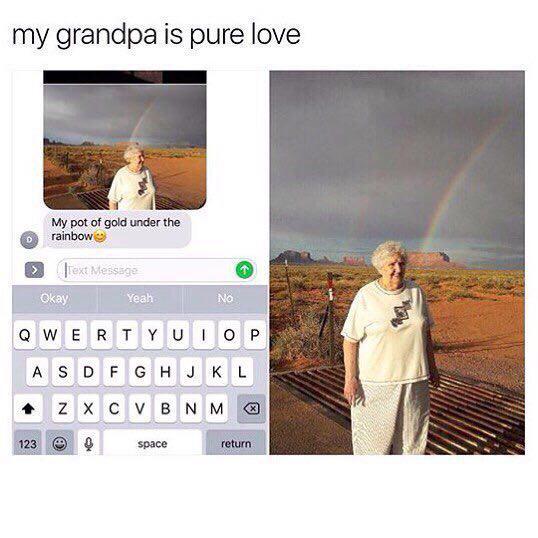 my grandpa is pure love
My pot of gold under the
rainbow😊
D
> Text Message
Okay Yeah No
Q W E R T Y U I O P
A S D F G H J K L
Z X C V B N M
123 space return